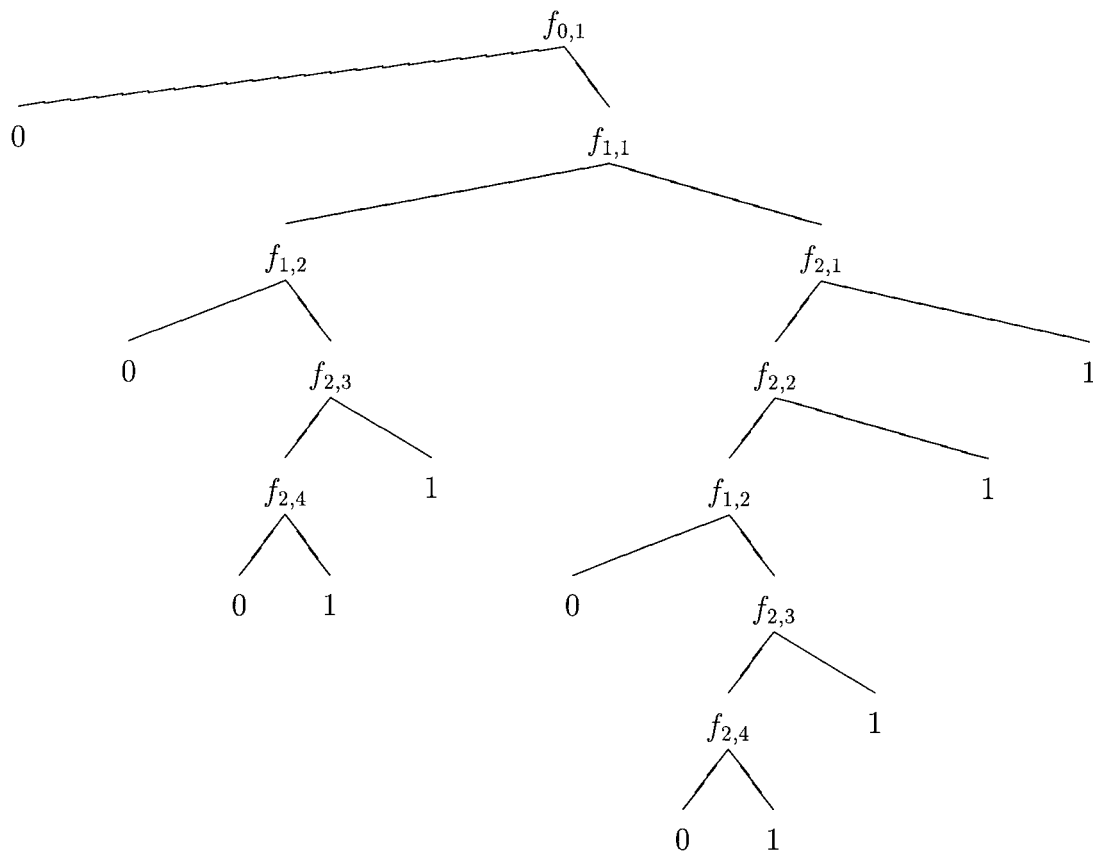 f_{0,1}
0
f_{1,1}
f_{1,2} f_{2,1}
0 f_{2,3} f_{2,2} 1
f_{2,4} 1 f_{1,2} 1
0 1 0 f_{2,3}
f_{2,4} 1
0 1